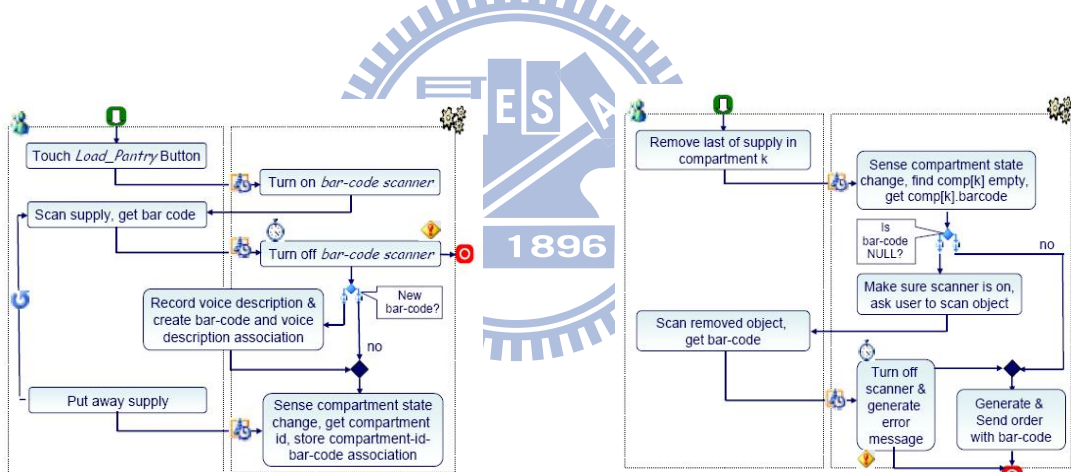 Touch Load_Pantry Button
Turn on bar-code scanner
Scan supply, get bar code
Turn off bar-code scanner
New
bar-code?
Record voice description &
create bar-code and voice
description association
no
Put away supply
Sense compartment state
change, get compartment
id, store compartment-id-
bar-code association
ES A
1896
Remove last of supply in
compartment k
Sense compartment state
change, find comp[k] empty,
get comp[k].barcode
Is
bar-code
NULL?
no
Make sure scanner is on,
ask user to scan object
Scan removed object,
get bar-code
Turn off
scanner &
generate
error
message
Generate &
Send order
with bar-code